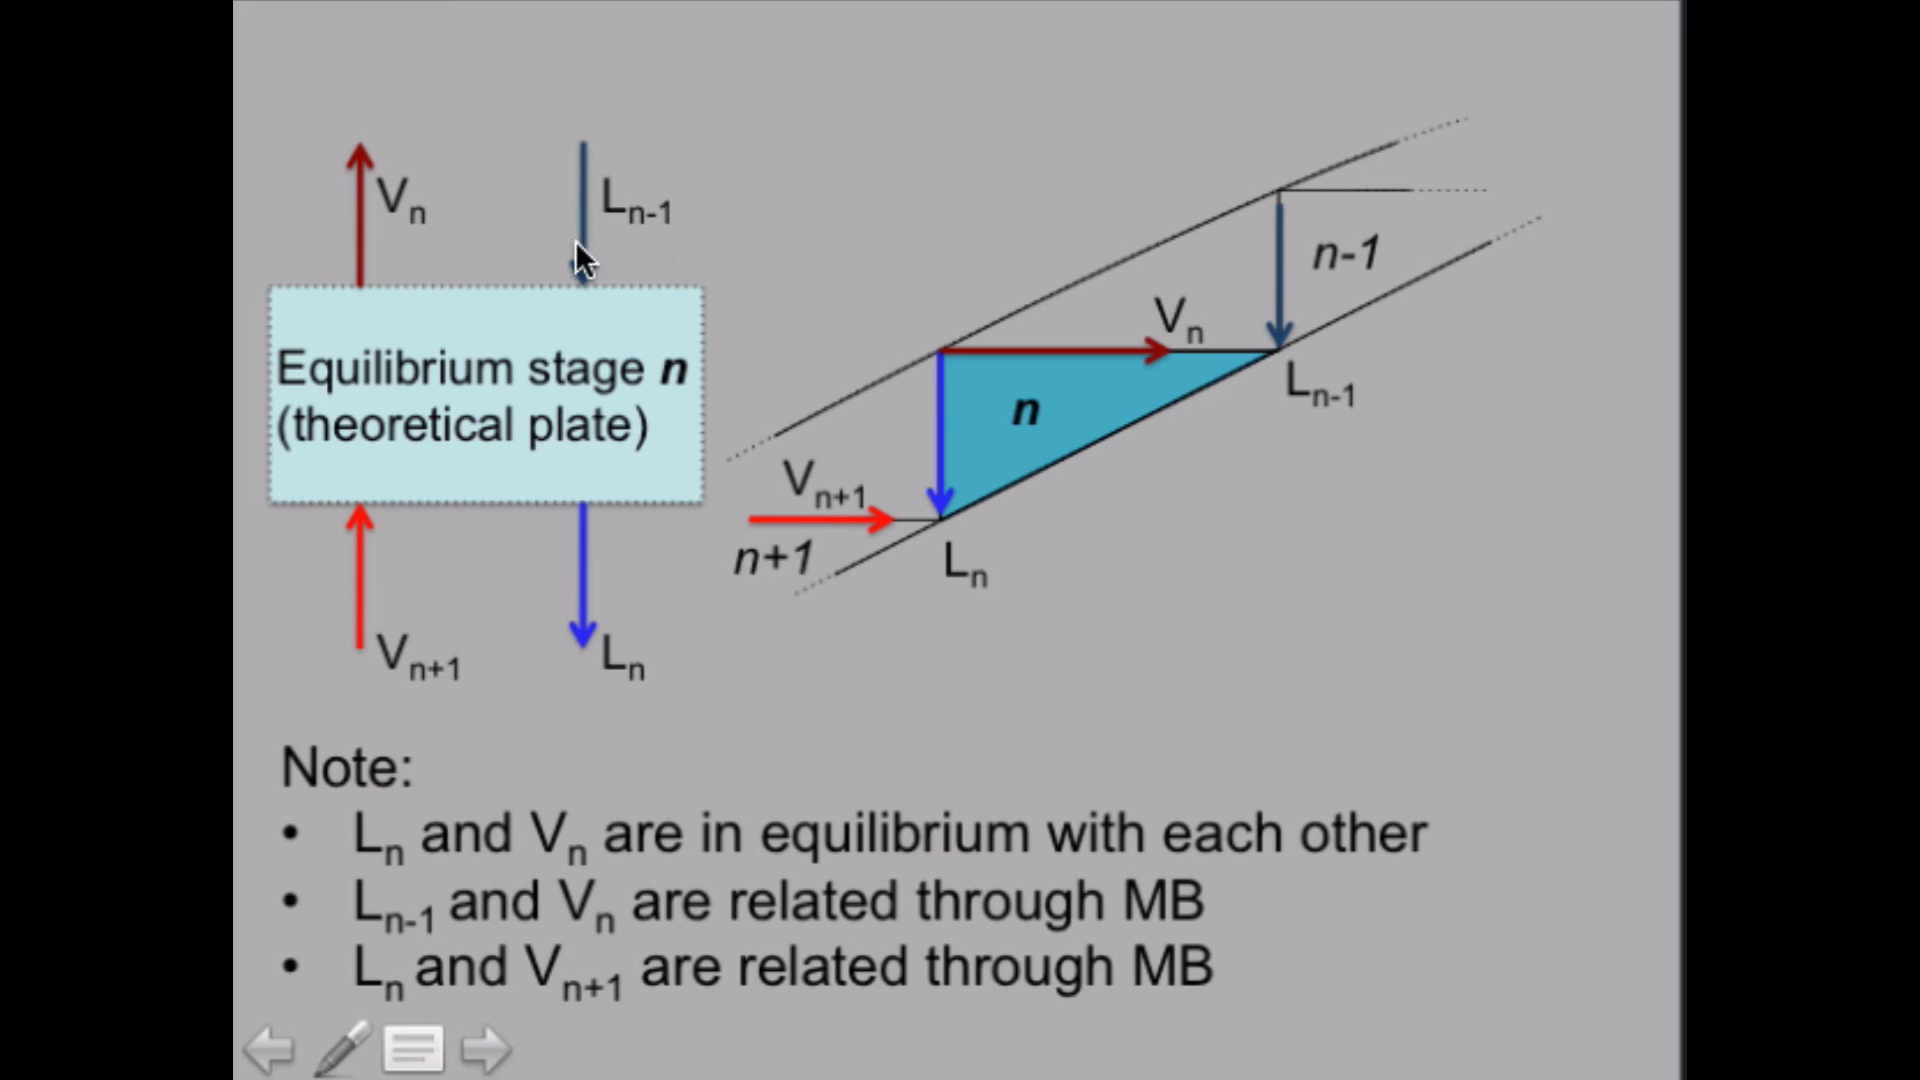 Vn
Ln-1
Equilibrium stage n
(theoretical plate)
Vn+1
Ln
n-1
Vn
Ln-1
n
Vn+1
n+1
Ln
Note:
• Ln and Vn are in equilibrium with each other
• Ln-1 and Vn are related through MB
• Ln and Vn+1 are related through MB